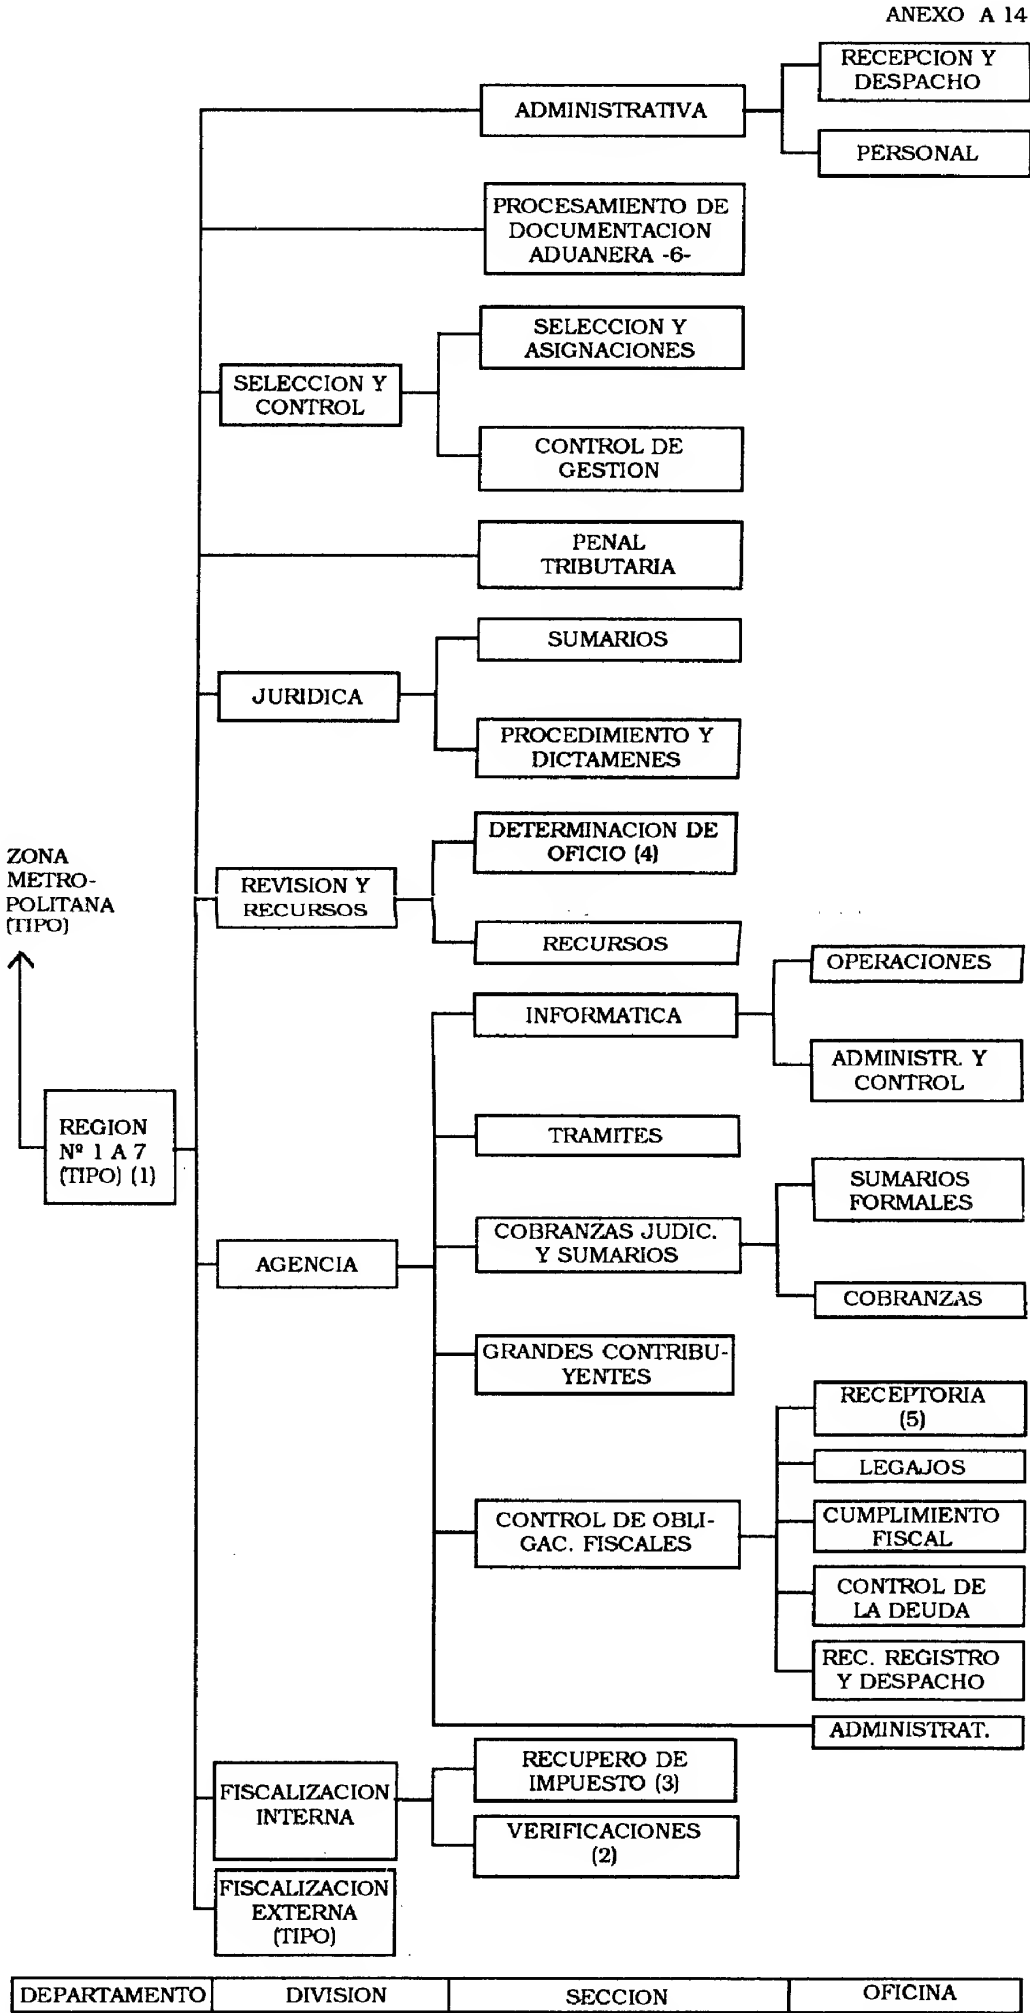 ANEXO A 14
RECEPCION Y
DESPACHO
ADMINISTRATIVA
PERSONAL
PROCESAMIENTO DE
DOCUMENTACION
ADUANERA -6-
SELECCION Y
ASIGNACIONES
SELECCION Y
CONTROL
CONTROL DE
GESTION
PENAL
TRIBUTARIA
SUMARIOS
JURIDICA
PROCEDIMIENTO Y
DICTAMENES
DETERMINACION DE
OFICIO (4)
ZONA
METRO-
POLITANA
(TIPO)
REVISION Y
RECURSOS
RECURSOS
OPERACIONES
INFORMATICA
ADMINISTR. Y
CONTROL
REGION
Nº 1 A 7
(TIPO) (1)
TRAMITES
SUMARIOS
FORMALES
COBRANZAS JUDIC.
Y SUMARIOS
AGENCIA
COBRANZAS
GRANDES CONTRIBU-
YENTES
RECEPTORIA
(5)
LEGAJOS
CONTROL DE OBLI-
GAC. FISCALES
CUMPLIMIENTO
FISCAL
CONTROL DE
LA DEUDA
REC. REGISTRO
Y DESPACHO
ADMINISTRAT.
RECUPERO DE
IMPUESTO (3)
FISCALIZACION
INTERNA
VERIFICACIONES
(2)
FISCALIZACION
EXTERNA
(TIPO)
DEPARTAMENTO DIVISION SECCION OFICINA